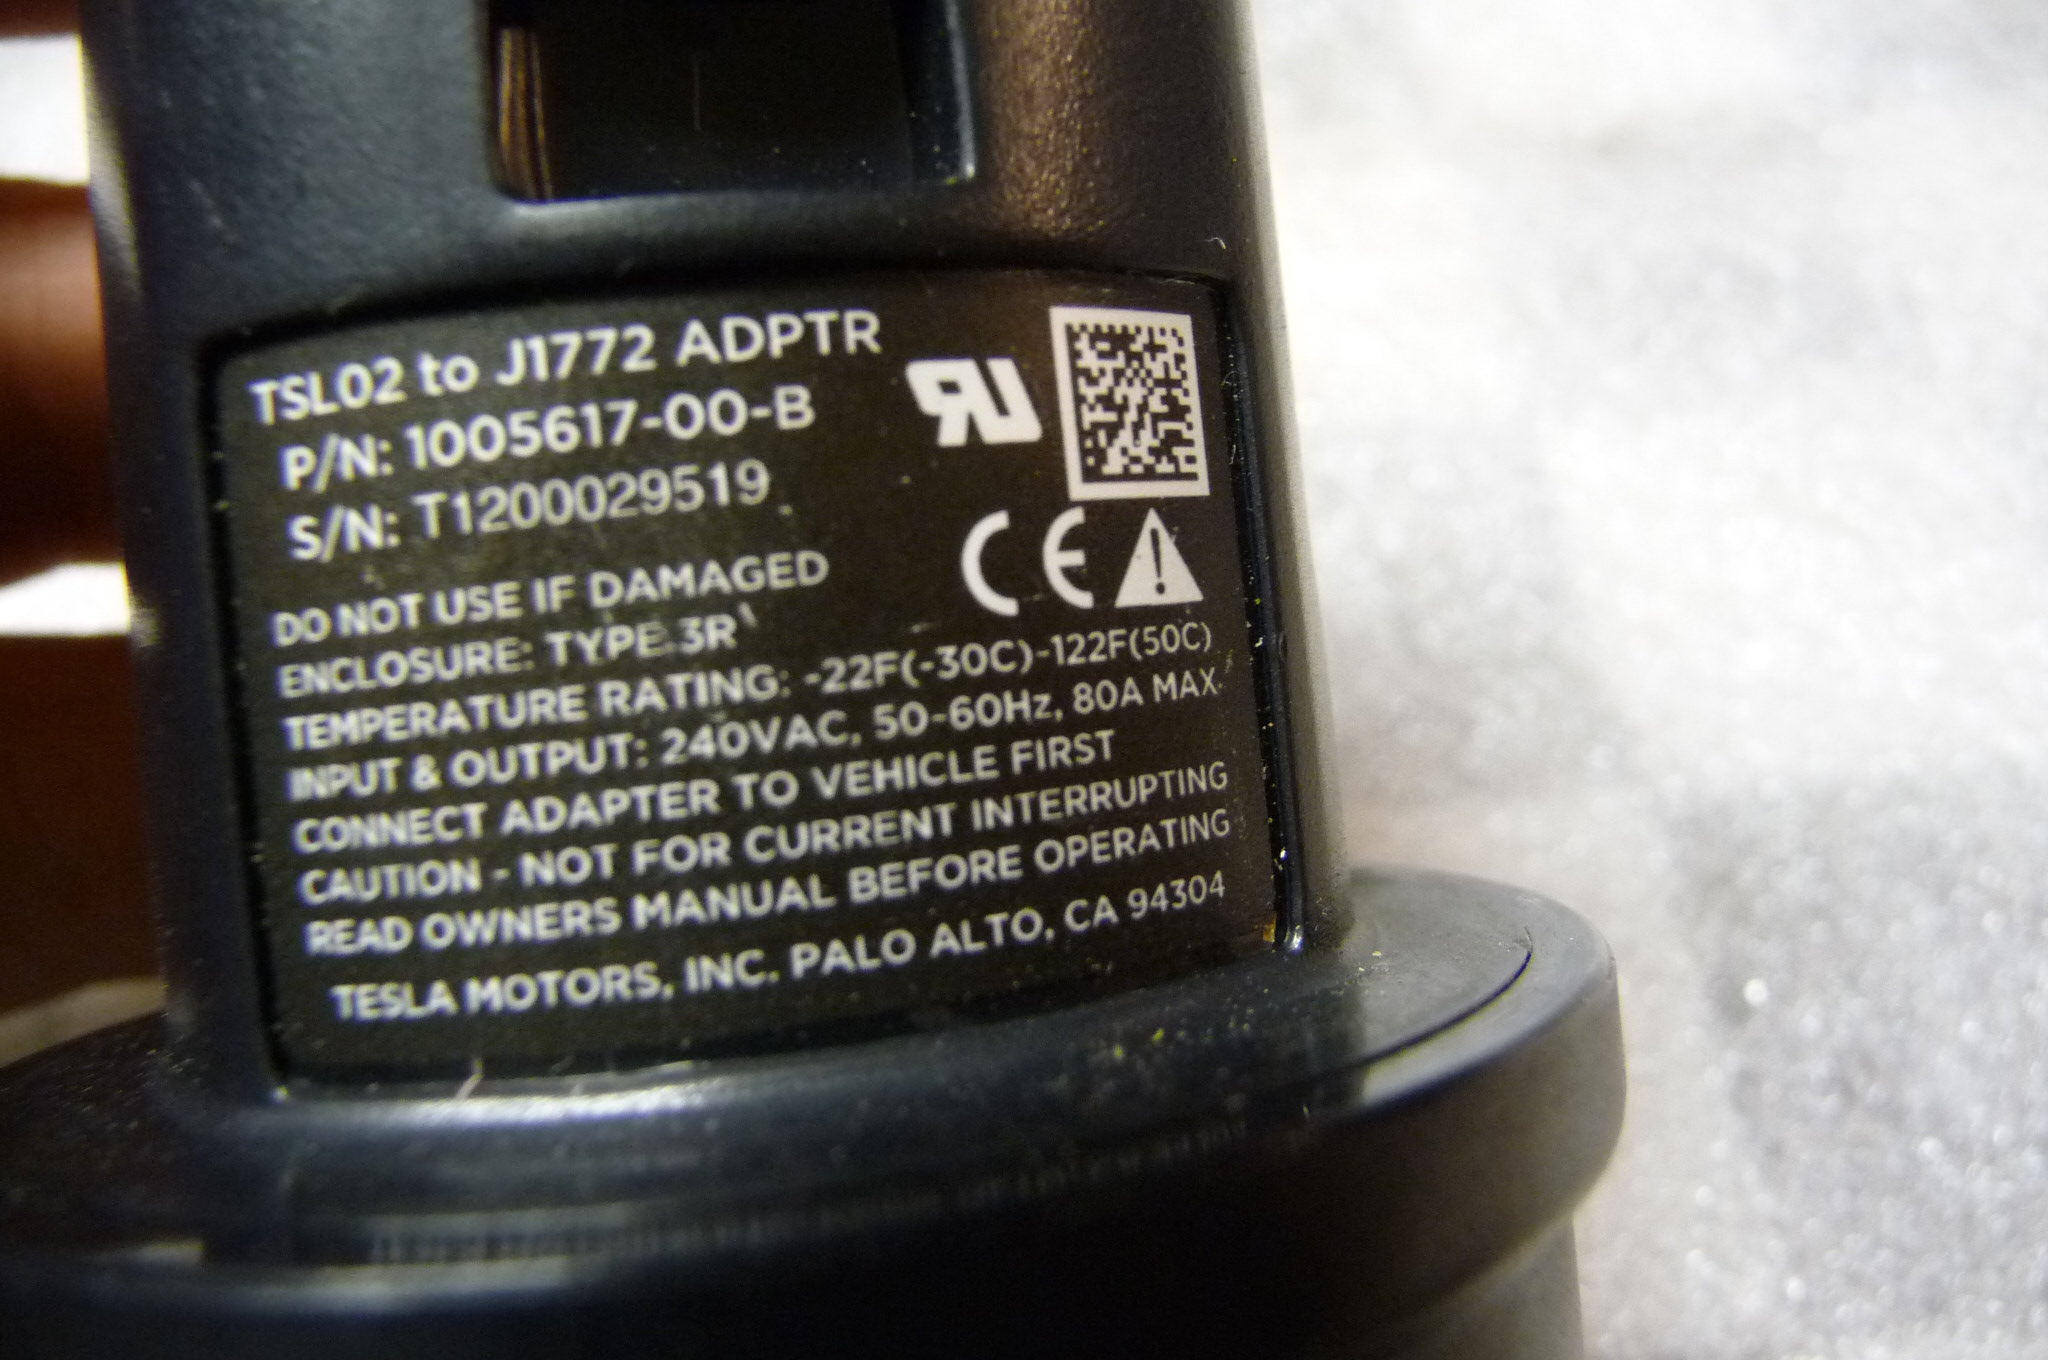 TSL02 to J1772 ADPTR
P/N: 1005617-00-B
S/N: T1200029519
DO NOT USE IF DAMAGED
ENCLOSURE: TYPE 3R
TEMPERATURE RATING: -22F(-30C)-122F(50C)
INPUT & OUTPUT: 240VAC, 50-60Hz, 80A MAX
CONNECT ADAPTER TO VEHICLE FIRST
CAUTION - NOT FOR CURRENT INTERRUPTING
READ OWNERS MANUAL BEFORE OPERATING
TESLA MOTORS, INC. PALO ALTO, CA 94304
RU
CE
!